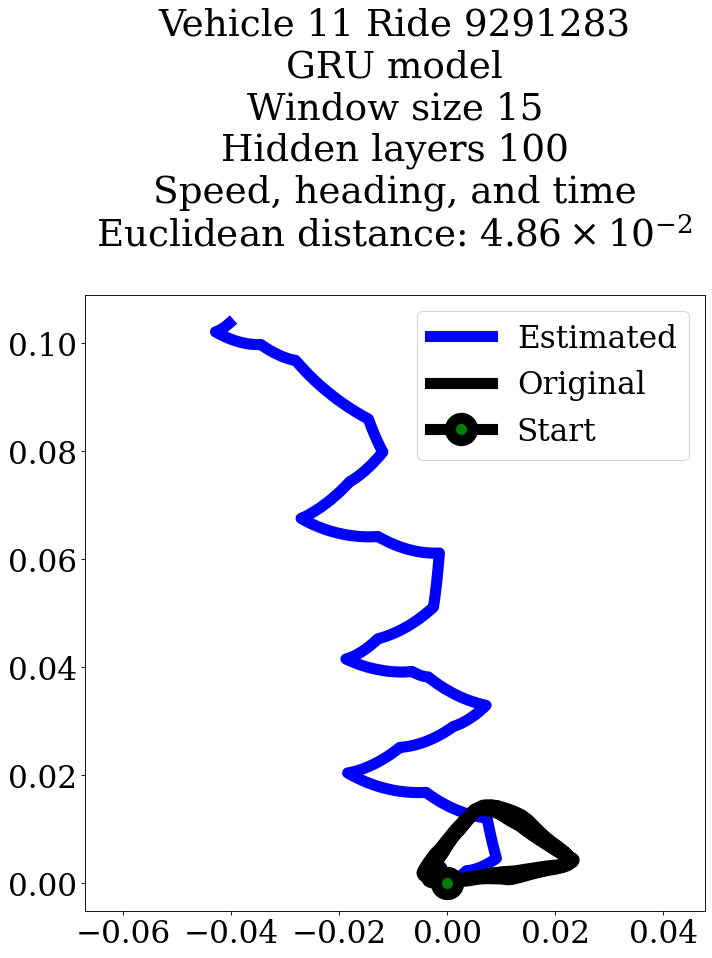 Vehicle 11 Ride 9291283
GRU model
Window size 15
Hidden layers 100
Speed, heading, and time
Euclidean distance: 4.86 × 10⁻²
Estimated
Original
Start
0.10
0.08
0.06
0.04
0.02
0.00
−0.06 −0.04 −0.02 0.00 0.02 0.04